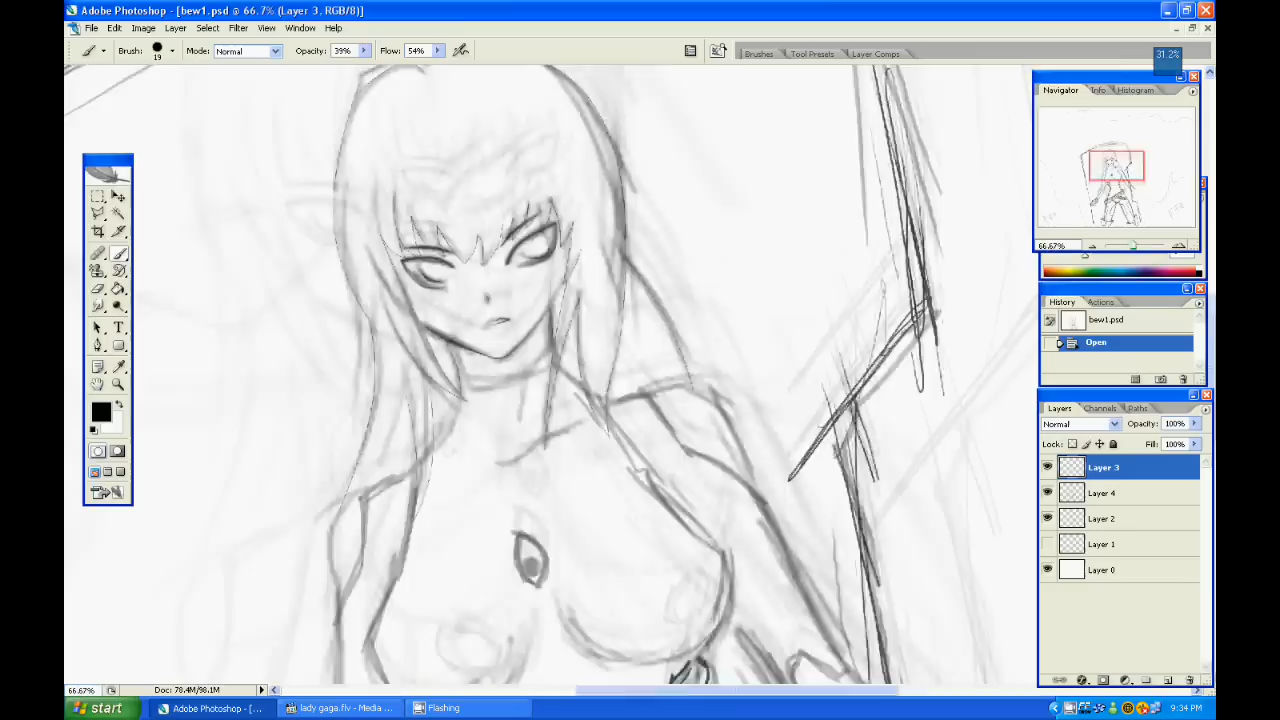 Adobe Photoshop - [bew1.psd @ 66.7% (Layer 3, RGB/8)]
File Edit Image Layer Select Filter View Window Help
Brush: 19 Mode: Normal Opacity: 39% Flow: 54% Brushes Tool Presets Layer Comps
31.2%
Navigator Info Histogram
66.67%
History Actions
bew1.psd
Open
Layers Channels Paths
Normal Opacity: 100%
Lock: Fill: 100%
Layer 3
Layer 4
Layer 2
Layer 1
Layer 0
66.67% Doc: 78.4M/98.1M
start Adobe Photoshop - [... lady gaga.flv - Media ... Flashing 9:34 PM